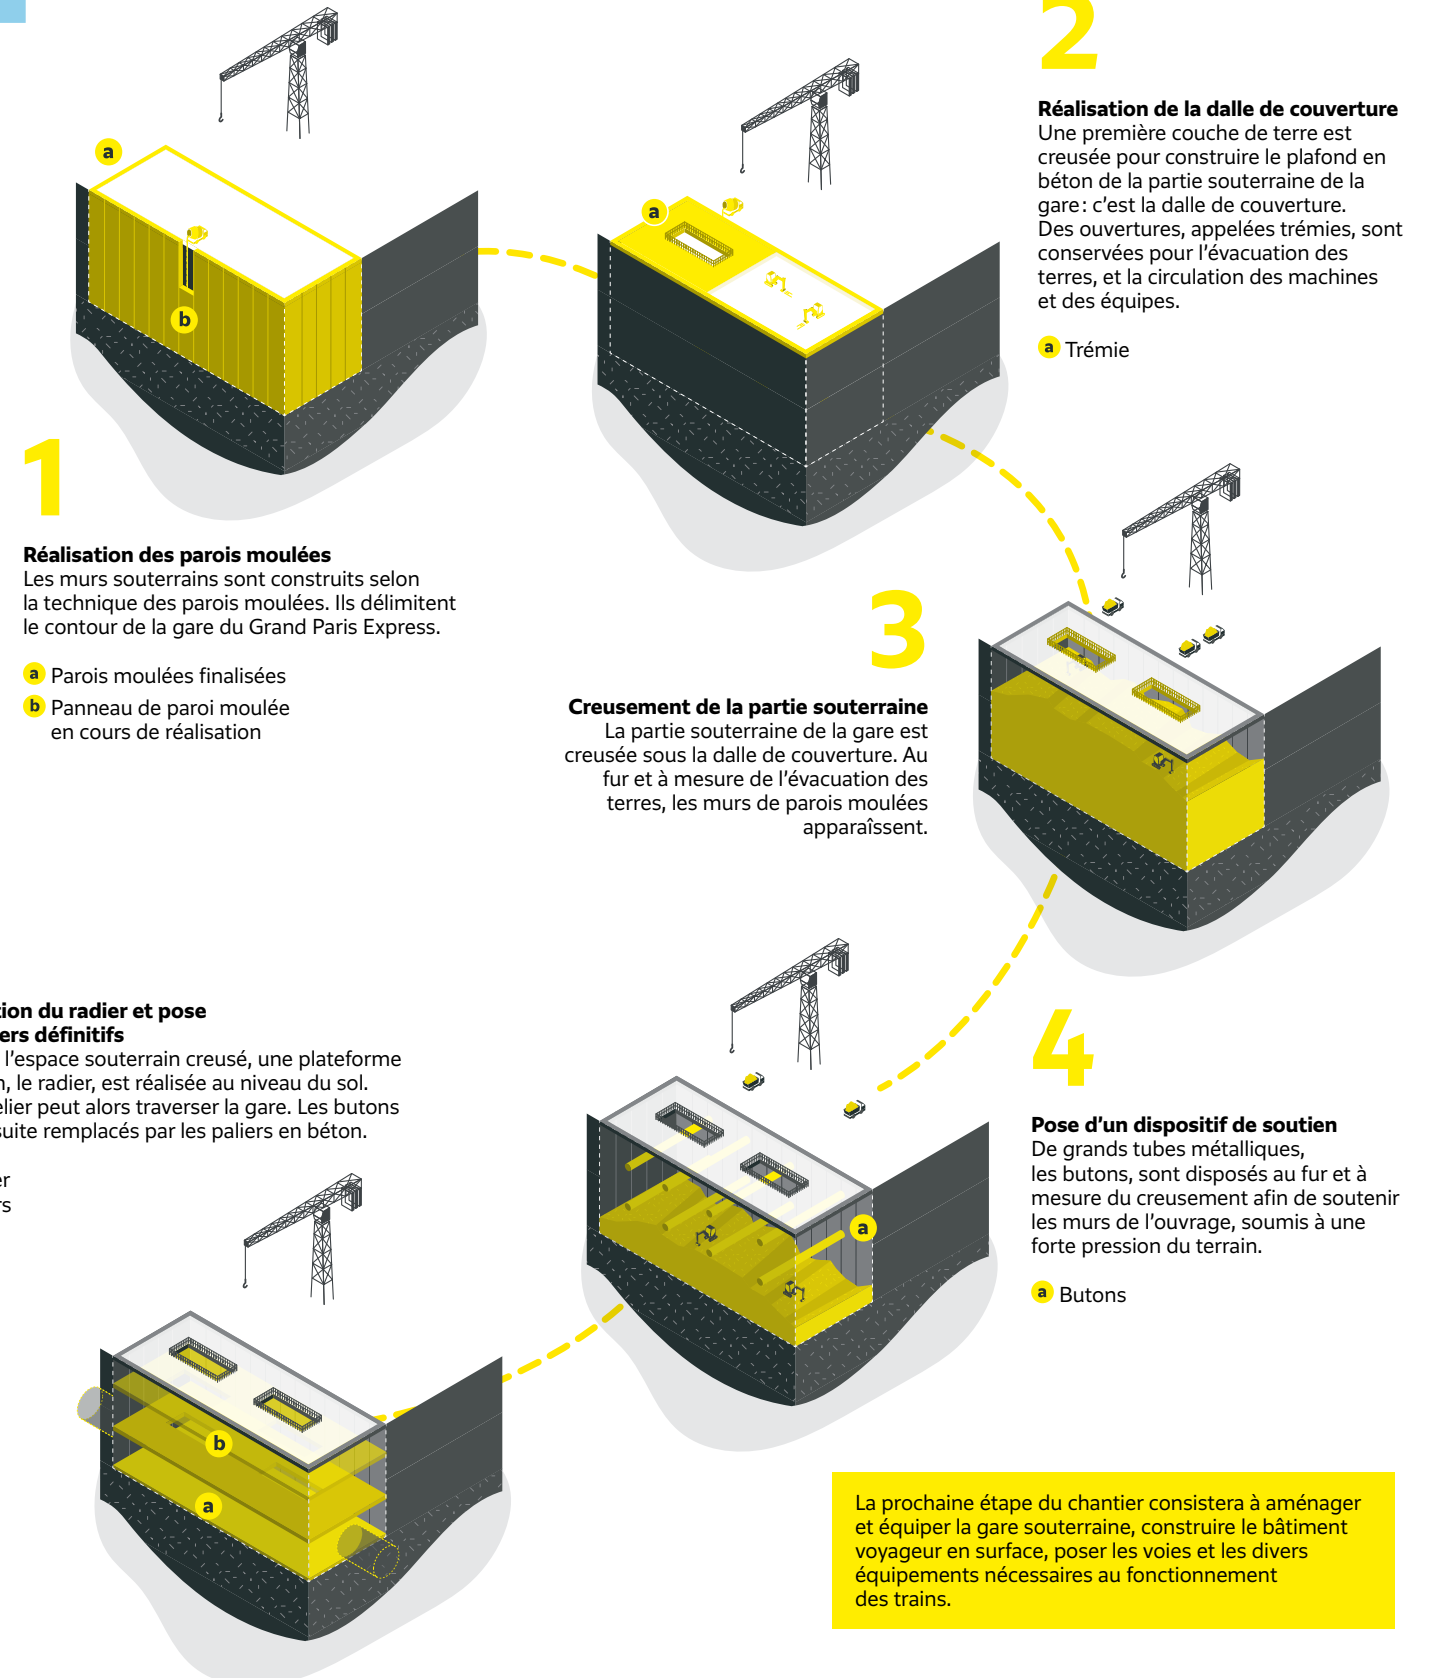 1
Réalisation des parois moulées
Les murs souterrains sont construits selon
la technique des parois moulées. Ils délimitent
le contour de la gare du Grand Paris Express.
a Parois moulées finalisées
b Panneau de paroi moulée
en cours de réalisation
a
b
2
Réalisation de la dalle de couverture
Une première couche de terre est
creusée pour construire le plafond en
béton de la partie souterraine de la
gare : c'est la dalle de couverture.
Des ouvertures, appelées trémies, sont
conservées pour l'évacuation des
terres, et la circulation des machines
et des équipes.
a Trémie
a
3
Creusement de la partie souterraine
La partie souterraine de la gare est
creusée sous la dalle de couverture. Au
fur et à mesure de l'évacuation des
terres, les murs de parois moulées
apparaîssent.
4
Pose d'un dispositif de soutien
De grands tubes métalliques,
les butons, sont disposés au fur et à
mesure du creusement afin de soutenir
les murs de l'ouvrage, soumis à une
forte pression du terrain.
a Butons
a
tion du radier et pose
ers définitifs
l'espace souterrain creusé, une plateforme
n, le radier, est réalisée au niveau du sol.
elier peut alors traverser la gare. Les butons
suite remplacés par les paliers en béton.
er
rs
b
a
La prochaine étape du chantier consistera à aménager
et équiper la gare souterraine, construire le bâtiment
voyageur en surface, poser les voies et les divers
équipements nécessaires au fonctionnement
des trains.